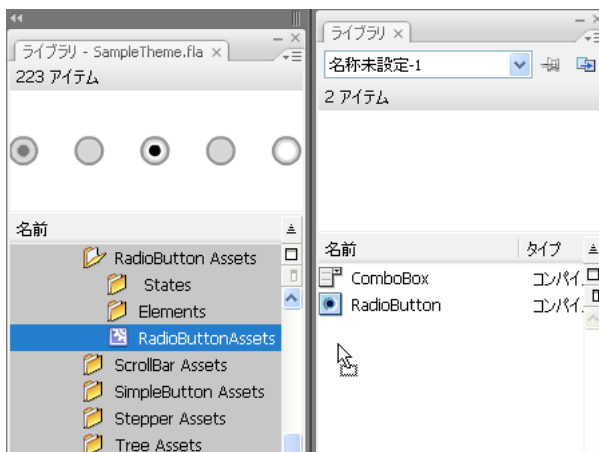 ライブラリ - SampleTheme.fla
223 アイテム
名前
RadioButton Assets
States
Elements
RadioButtonAssets
ScrollBar Assets
SimpleButton Assets
Stepper Assets
Tree Assets
ライブラリ
名称未設定-1
2 アイテム
名前 タイプ
ComboBox コンパイ
RadioButton コンパイ